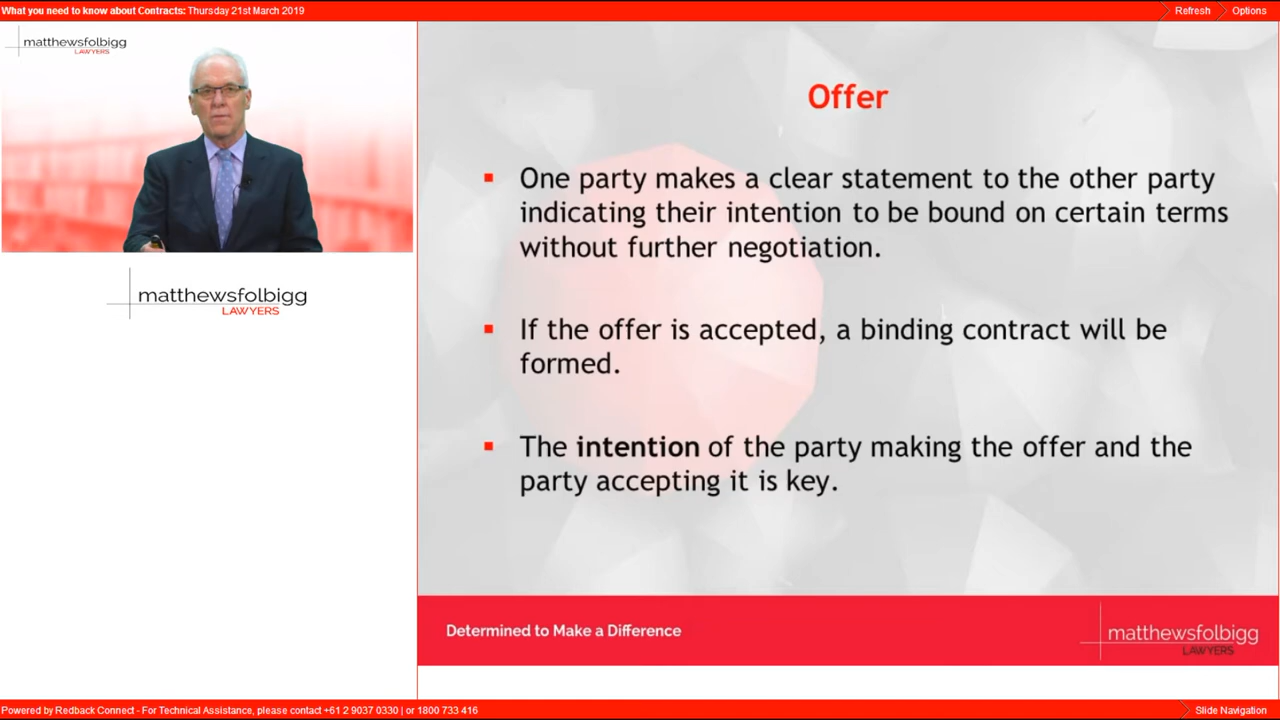 What you need to know about Contracts: Thursday 21st March 2019
Refresh
Options
matthewsfolbigg
LAWYERS
matthewsfolbigg
LAWYERS
Offer
One party makes a clear statement to the other party
indicating their intention to be bound on certain terms
without further negotiation.
If the offer is accepted, a binding contract will be
formed.
The intention of the party making the offer and the
party accepting it is key.
Determined to Make a Difference
matthewsfolbigg
LAWYERS
Powered by Redback Connect - For Technical Assistance, please contact +61 2 9037 0330 | or 1800 733 416
Slide Navigation